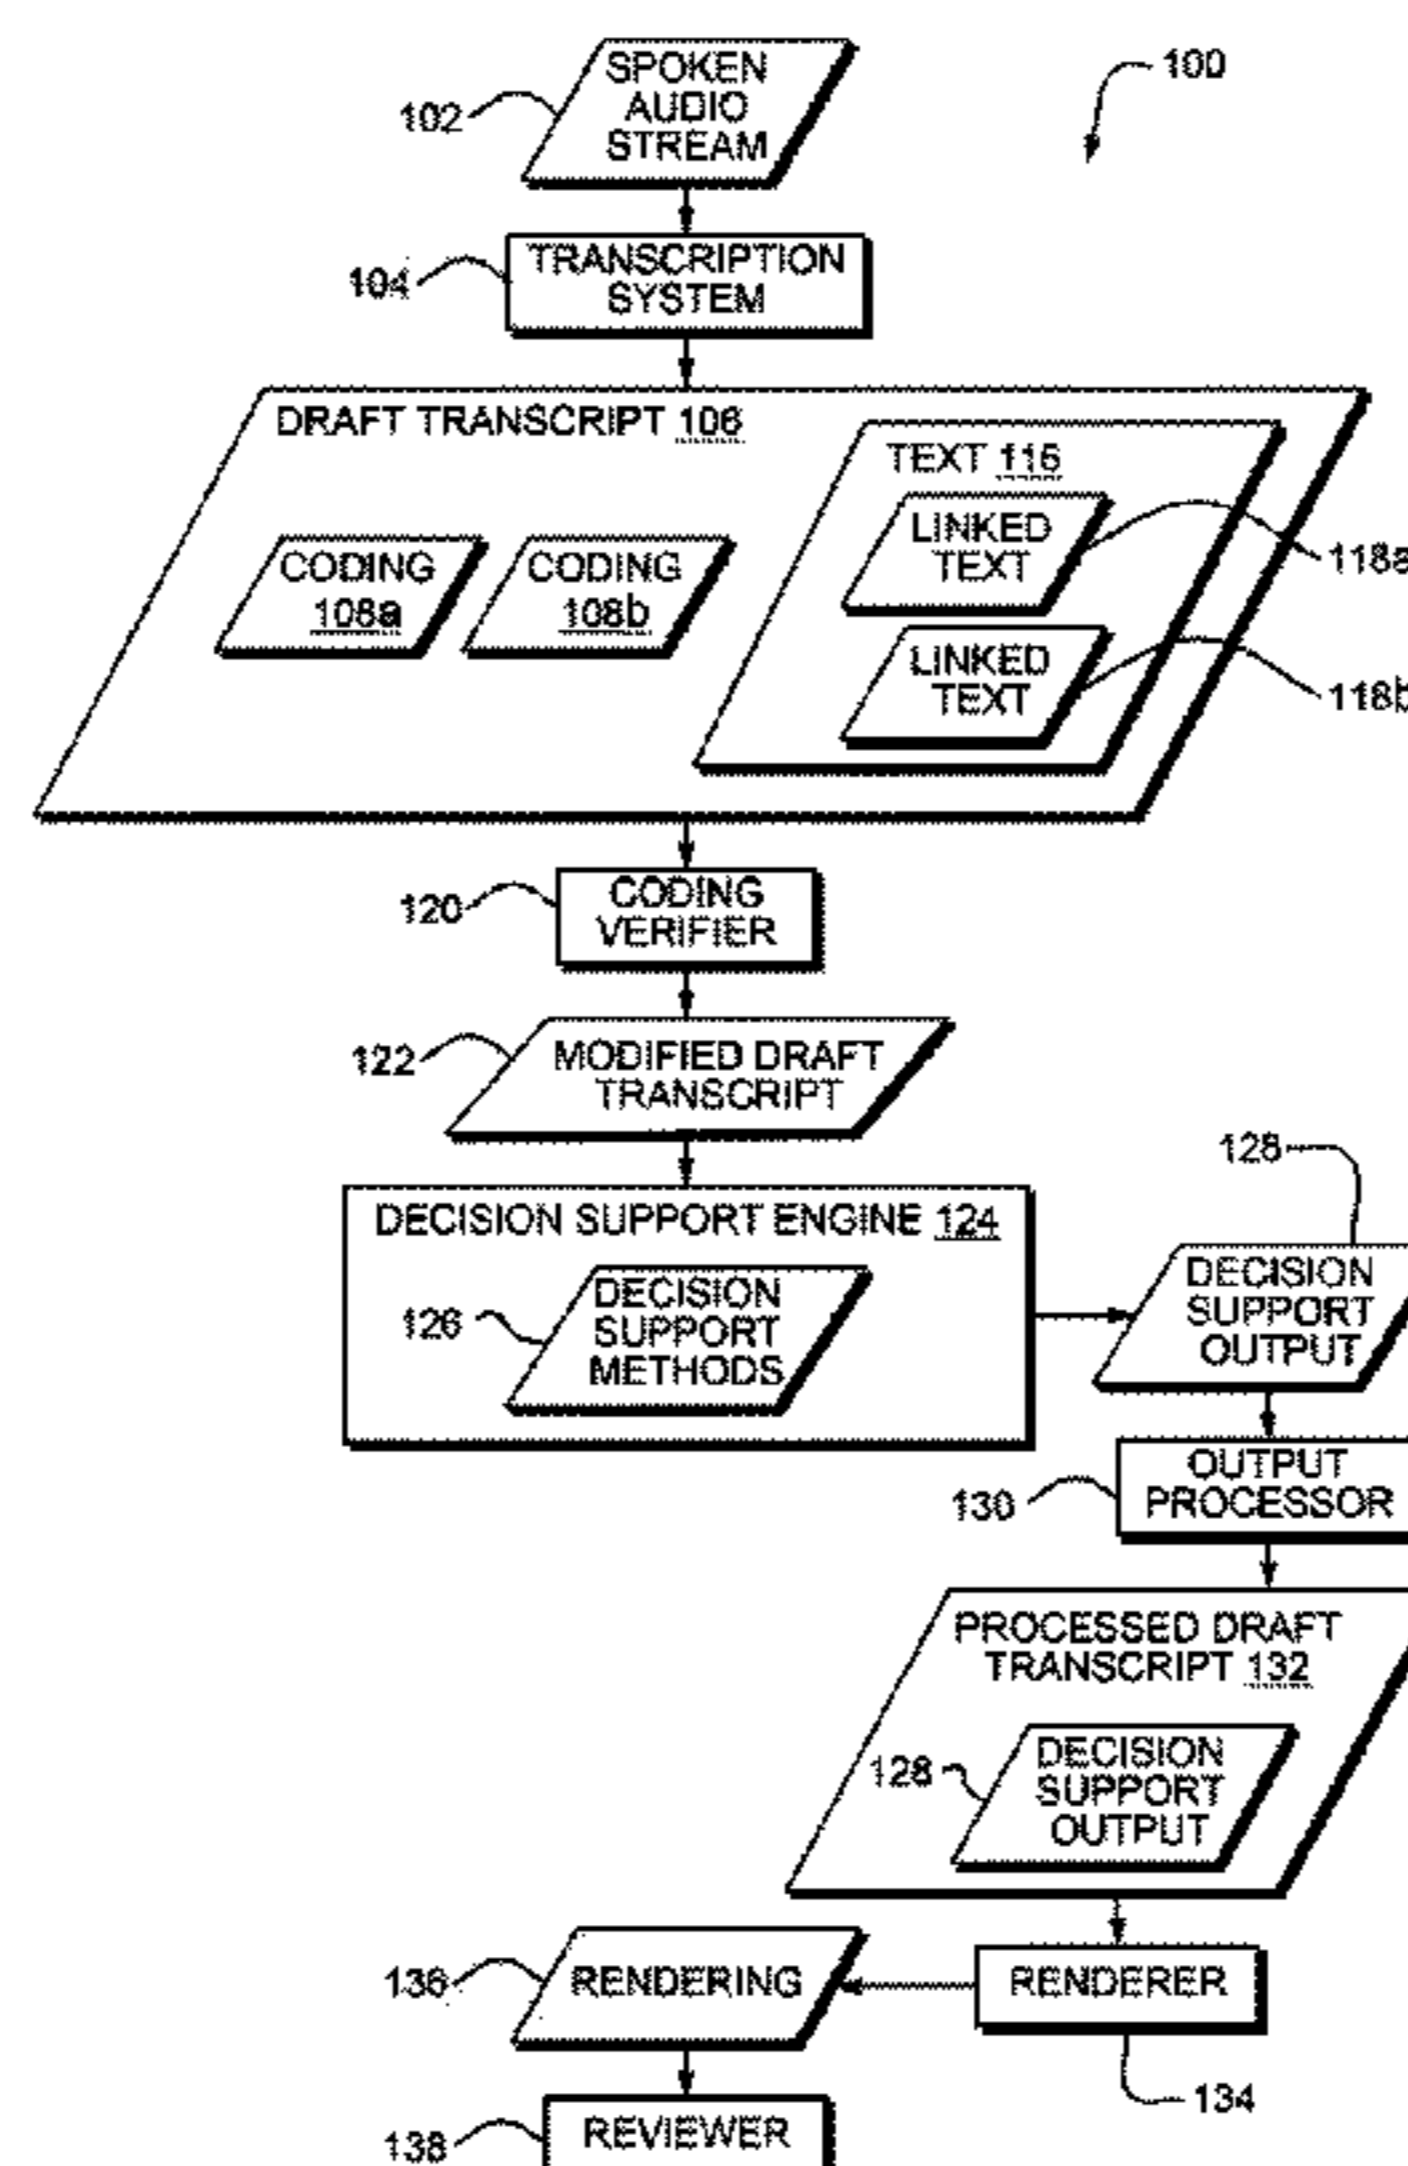 SPOKEN
AUDIO
STREAM
102
100
TRANSCRIPTION
SYSTEM
104
DRAFT TRANSCRIPT 106
TEXT 116
LINKED
TEXT
118a
CODING
108a
CODING
108b
LINKED
TEXT
118b
CODING
VERIFIER
120
MODIFIED DRAFT
TRANSCRIPT
122
DECISION SUPPORT ENGINE 124
DECISION
SUPPORT
METHODS
126
128
DECISION
SUPPORT
OUTPUT
OUTPUT
PROCESSOR
130
PROCESSED DRAFT
TRANSCRIPT 132
DECISION
SUPPORT
OUTPUT
128
RENDERER
134
RENDERING
136
REVIEWER
138